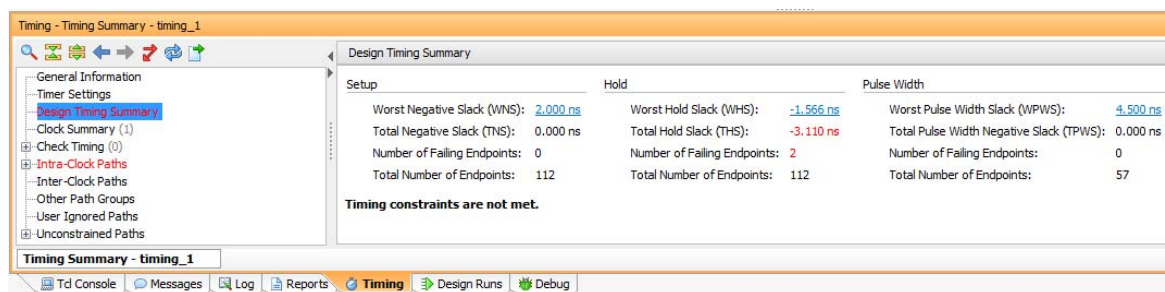 Timing - Timing Summary - timing_1
Design Timing Summary
General Information
Timer Settings
Design Timing Summary
Clock Summary (1)
Check Timing (0)
Intra-Clock Paths
Inter-Clock Paths
Other Path Groups
User Ignored Paths
Unconstrained Paths
Setup Hold Pulse Width
Worst Negative Slack (WNS): 2.000 ns Worst Hold Slack (WHS): -1.566 ns Worst Pulse Width Slack (WPWS): 4.500 ns
Total Negative Slack (TNS): 0.000 ns Total Hold Slack (THS): -3.110 ns Total Pulse Width Negative Slack (TPWS): 0.000 ns
Number of Failing Endpoints: 0 Number of Failing Endpoints: 2 Number of Failing Endpoints: 0
Total Number of Endpoints: 112 Total Number of Endpoints: 112 Total Number of Endpoints: 57
Timing constraints are not met.
Timing Summary - timing_1
Tcl Console Messages Log Reports Timing Design Runs Debug